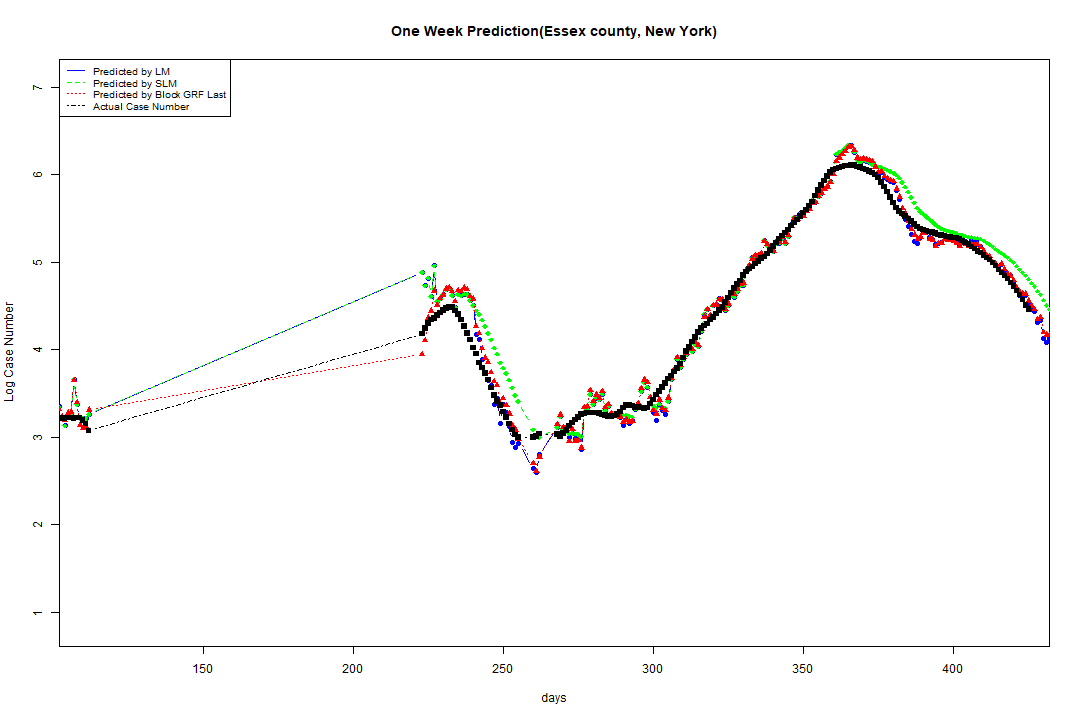 One Week Prediction(Essex county, New York)
Predicted by LM
Predicted by SLM
Predicted by Block GRF Last
Actual Case Number
7
6
5
4
3
2
1
Log Case Number
150 200 250 300 350 400
days